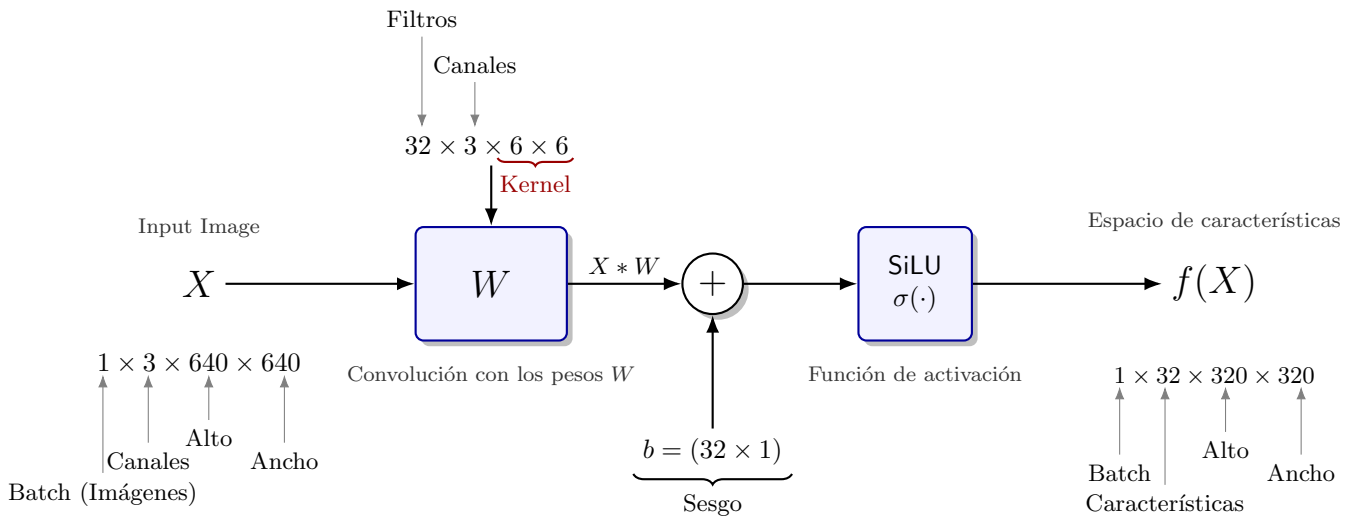 Filtros
Canales
32 × 3 × 6 × 6
Kernel
Input Image
Espacio de características
X
W
X ∗ W
+
SiLU
σ(·)
f(X)
1 × 3 × 640 × 640
Convolución con los pesos W
Función de activación
1 × 32 × 320 × 320
Alto
Canales
Ancho
Batch (Imágenes)
b = (32 × 1)
Sesgo
Alto
Batch
Ancho
Características